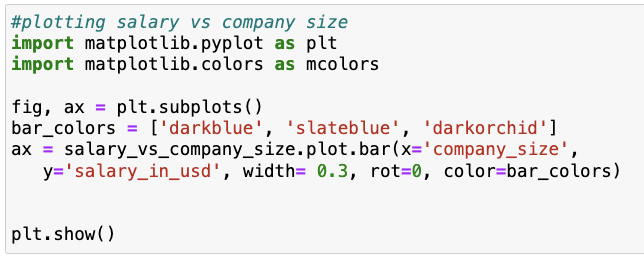 #plotting salary vs company size
import matplotlib.pyplot as plt
import matplotlib.colors as mcolors
fig, ax = plt.subplots()
bar_colors = ['darkblue', 'slateblue', 'darkorchid']
ax = salary_vs_company_size.plot.bar(x='company_size',
y='salary_in_usd', width= 0.3, rot=0, color=bar_colors)
plt.show()